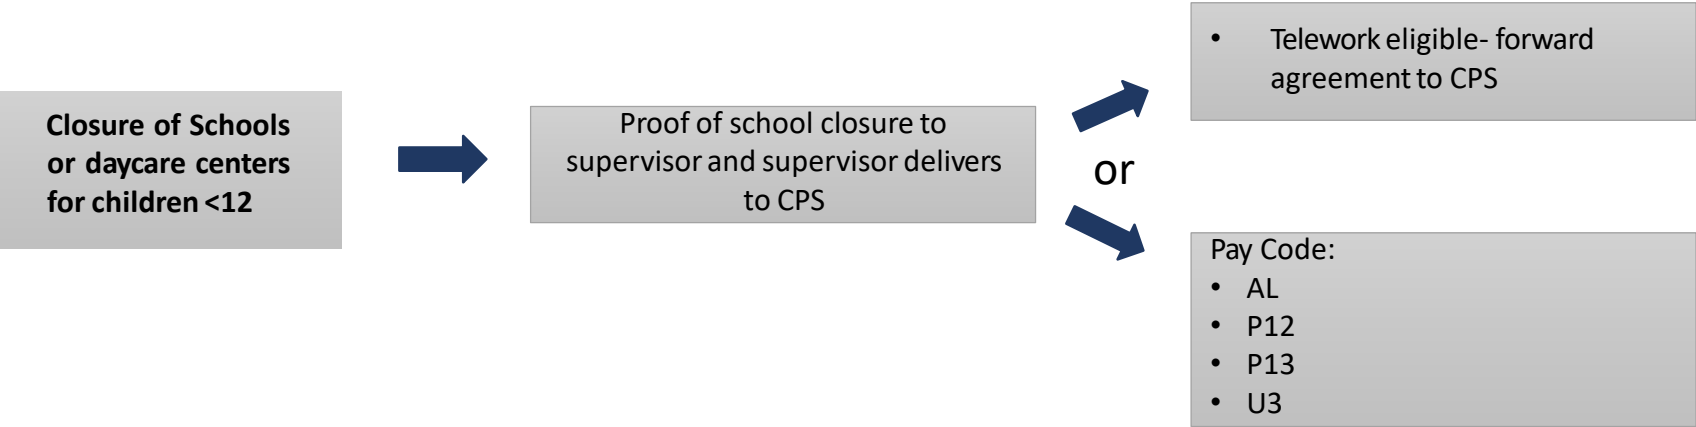 Closure of Schools
or daycare centers
for children <12
Proof of school closure to
supervisor and supervisor delivers
to CPS
or
• Telework eligible- forward
agreement to CPS
Pay Code:
• AL
• P12
• P13
• U3